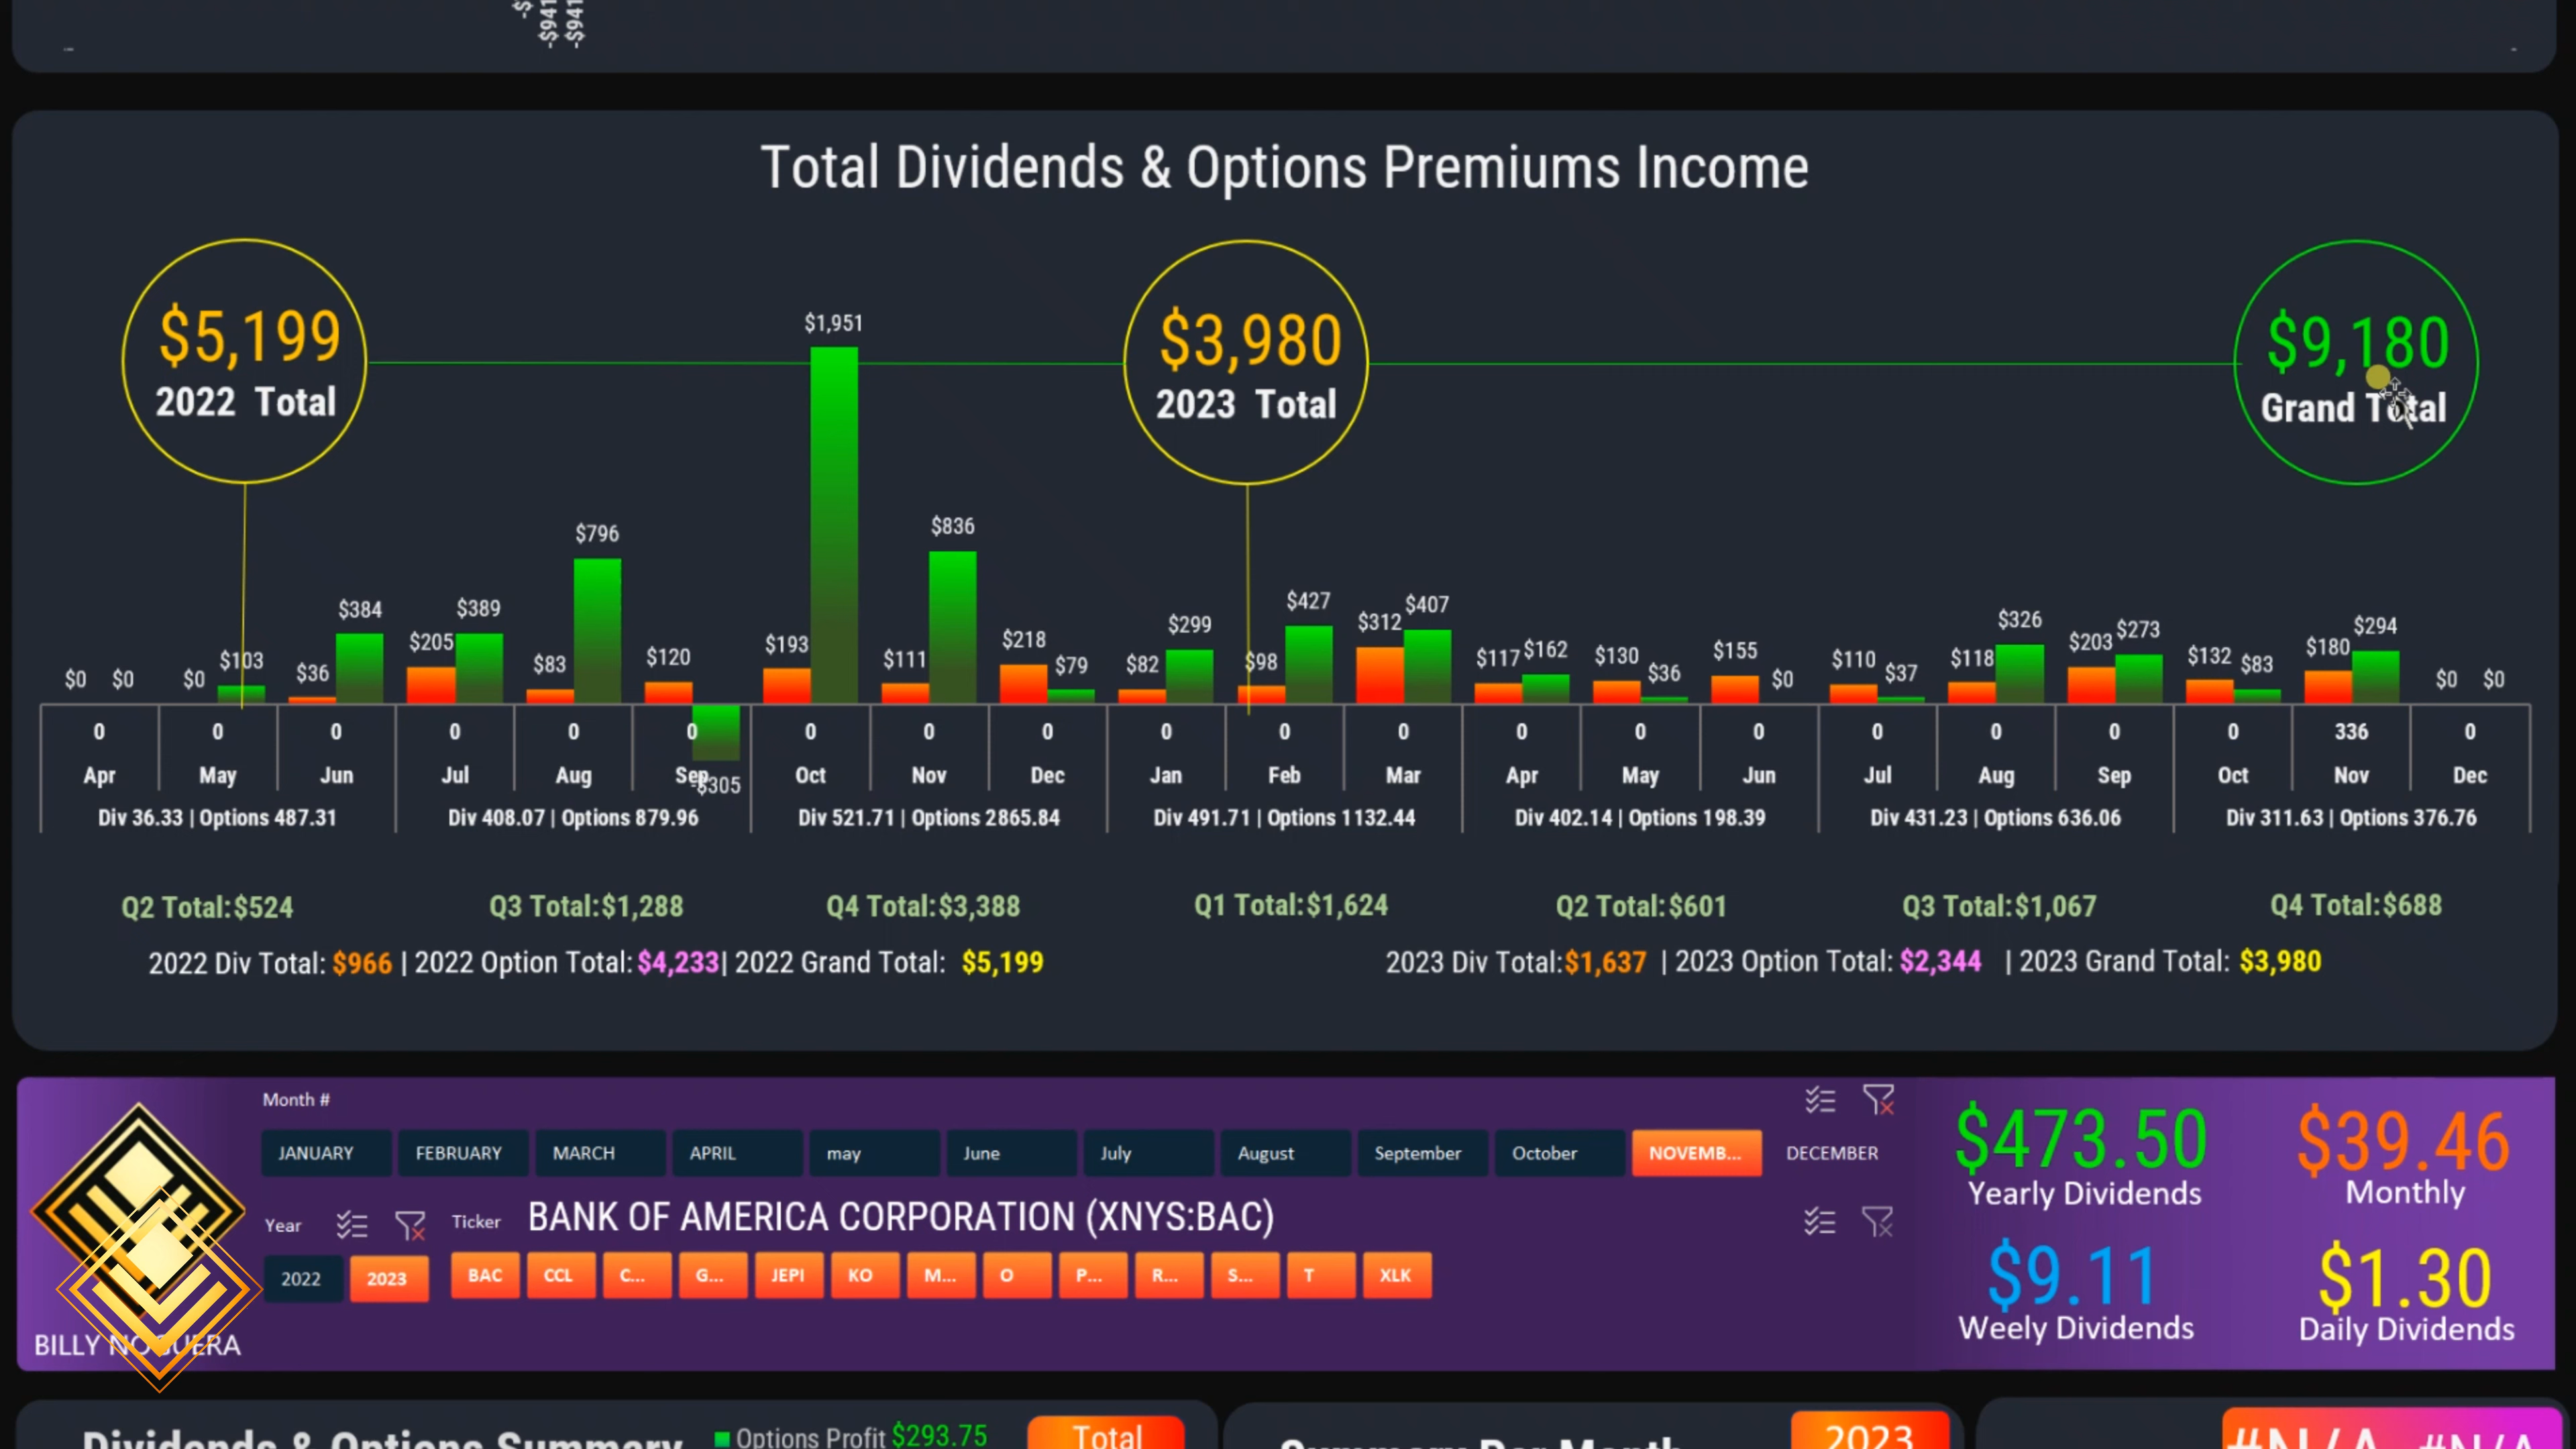 -$941
-$941
Total Dividends & Options Premiums Income
$5,199
2022 Total
$3,980
2023 Total
$9,180
Grand Total
$0 $0 $0 $103 $36 $384 $205 $389 $83 $796 $120 -$305 $193 $1,951 $111 $836 $218 $79 $82 $299 $98 $427 $312 $407 $117 $162 $130 $36 $155 $0 $110 $37 $118 $326 $203 $273 $132 $83 $180 $294 $0 $0
0 0 0 0 0 0 0 0 0 0 0 0 0 0 0 0 0 0 0 336 0
Apr May Jun Jul Aug Sep Oct Nov Dec Jan Feb Mar Apr May Jun Jul Aug Sep Oct Nov Dec
Div 36.33 | Options 487.31 Div 408.07 | Options 879.96 Div 521.71 | Options 2865.84 Div 491.71 | Options 1132.44 Div 402.14 | Options 198.39 Div 431.23 | Options 636.06 Div 311.63 | Options 376.76
Q2 Total:$524 Q3 Total:$1,288 Q4 Total:$3,388 Q1 Total:$1,624 Q2 Total:$601 Q3 Total:$1,067 Q4 Total:$688
2022 Div Total: $966 | 2022 Option Total: $4,233| 2022 Grand Total: $5,199 2023 Div Total:$1,637 | 2023 Option Total: $2,344 | 2023 Grand Total: $3,980
Month #
JANUARY FEBRUARY MARCH APRIL may June July August September October NOVEMB... DECEMBER
Year Ticker BANK OF AMERICA CORPORATION (XNYS:BAC)
2022 2023 BAC CCL C... G... JEPI KO M... O P... R... S... T XLK
BILLY NOGUERA
$473.50
Yearly Dividends
$39.46
Monthly
$9.11
Weely Dividends
$1.30
Daily Dividends
Dividends & Options Summary Options Profit $293.75 Total Summary Per Month 2023 #N/A #N/A